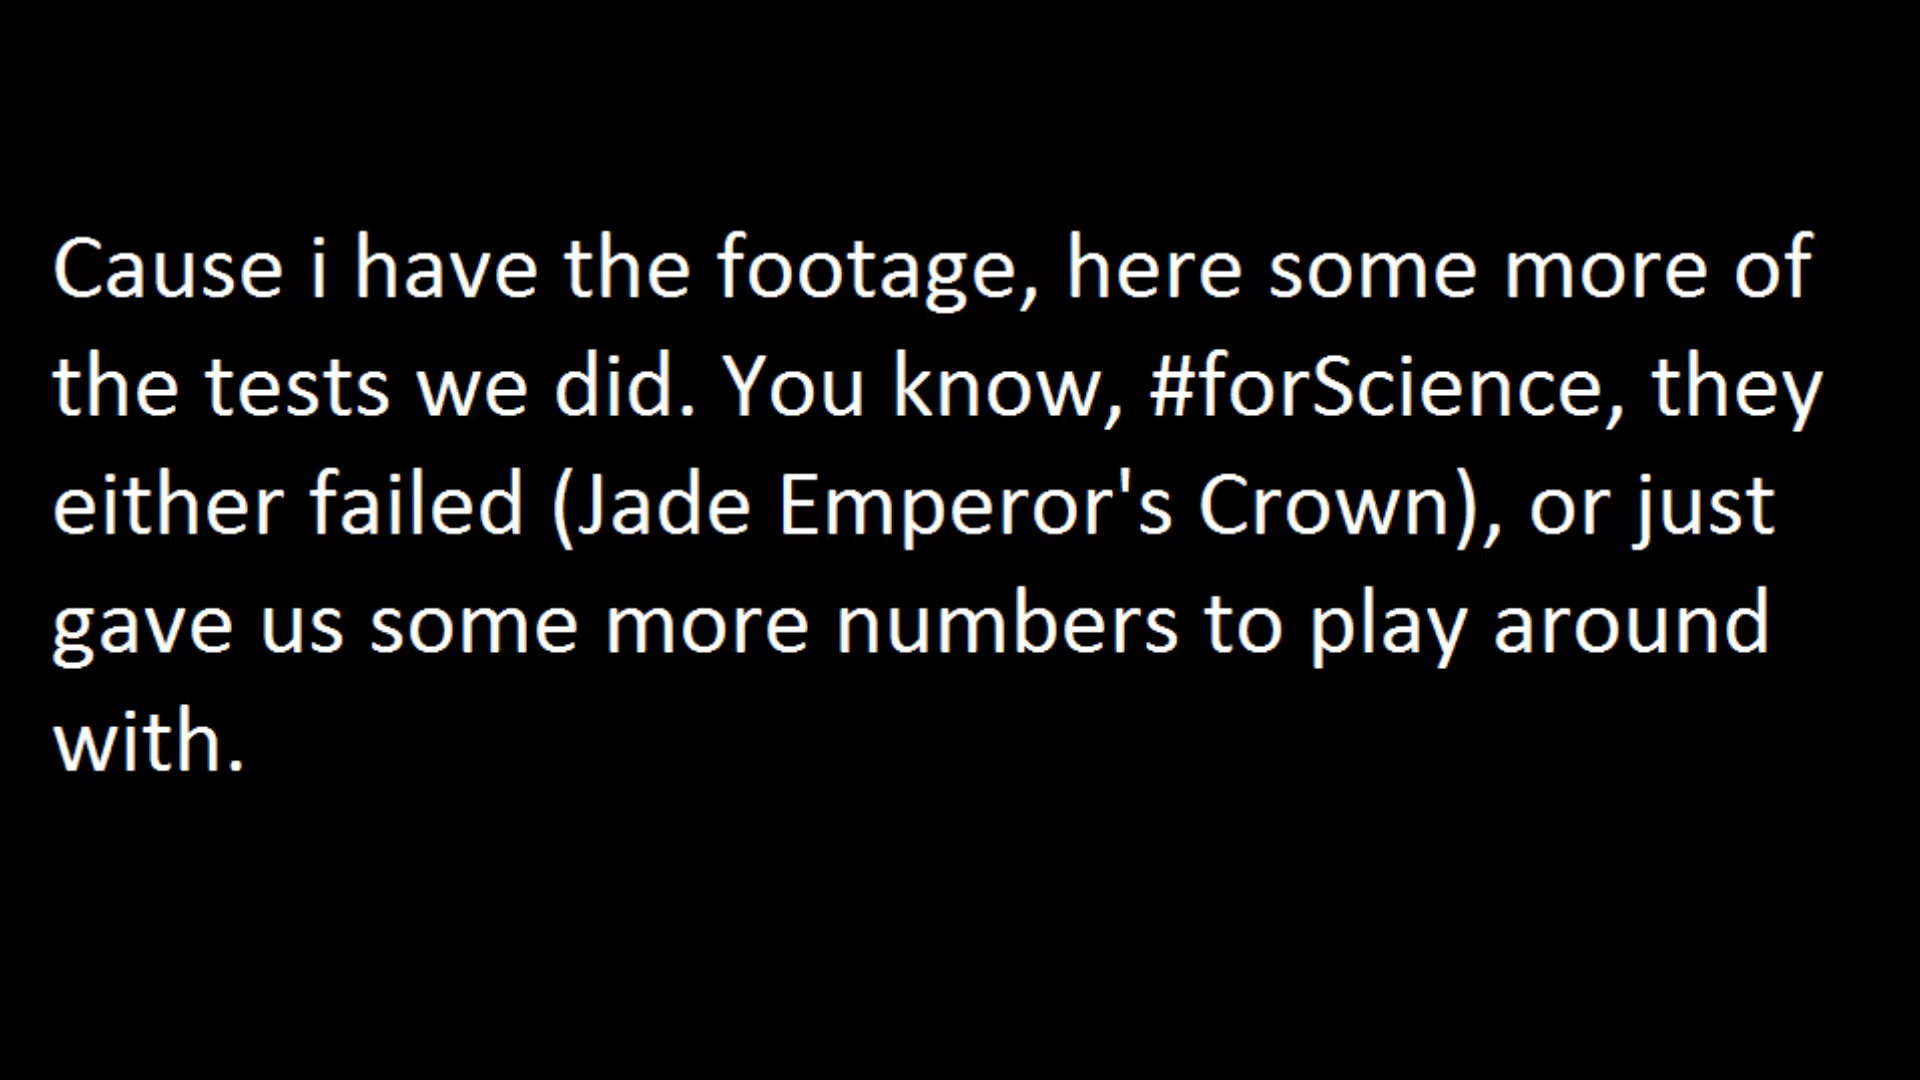 Cause i have the footage, here some more of
the tests we did. You know, #forScience, they
either failed (Jade Emperor's Crown), or just
gave us some more numbers to play around
with.